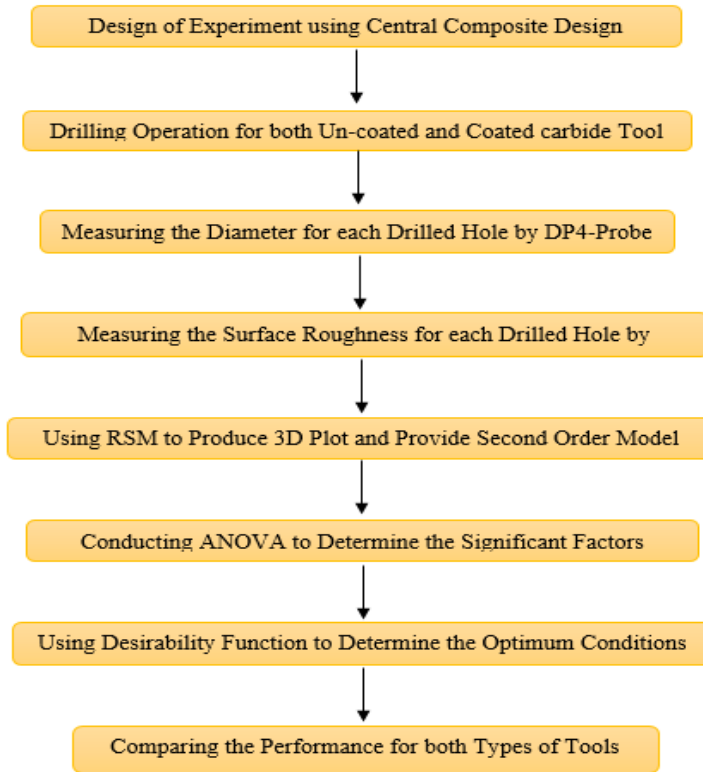 Design of Experiment using Central Composite Design
Drilling Operation for both Un-coated and Coated carbide Tool
Measuring the Diameter for each Drilled Hole by DP4-Probe
Measuring the Surface Roughness for each Drilled Hole by
Using RSM to Produce 3D Plot and Provide Second Order Model
Conducting ANOVA to Determine the Significant Factors
Using Desirability Function to Determine the Optimum Conditions
Comparing the Performance for both Types of Tools